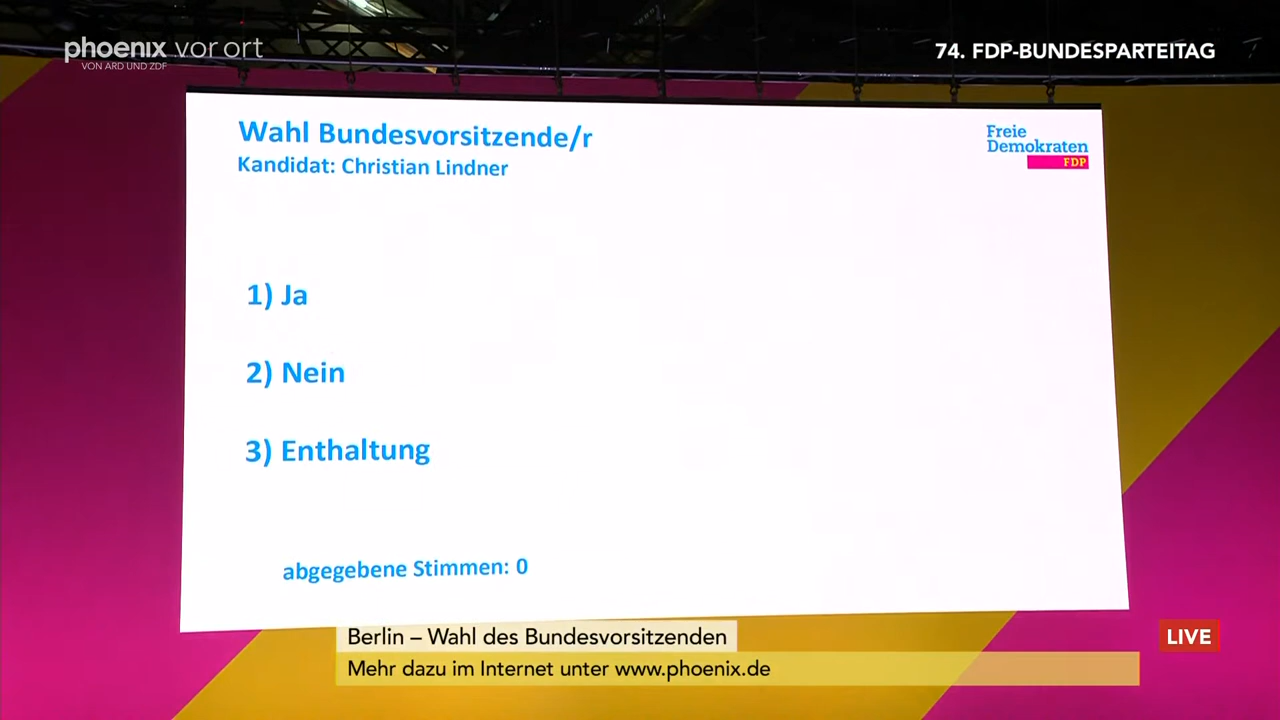 phoenix vor ort
VON ARD UND ZDF
74. FDP-BUNDESPARTEITAG
Wahl Bundesvorsitzende/r
Kandidat: Christian Lindner
Freie
Demokraten
FDP
1) Ja
2) Nein
3) Enthaltung
abgegebene Stimmen: 0
Berlin – Wahl des Bundesvorsitzenden
LIVE
Mehr dazu im Internet unter www.phoenix.de